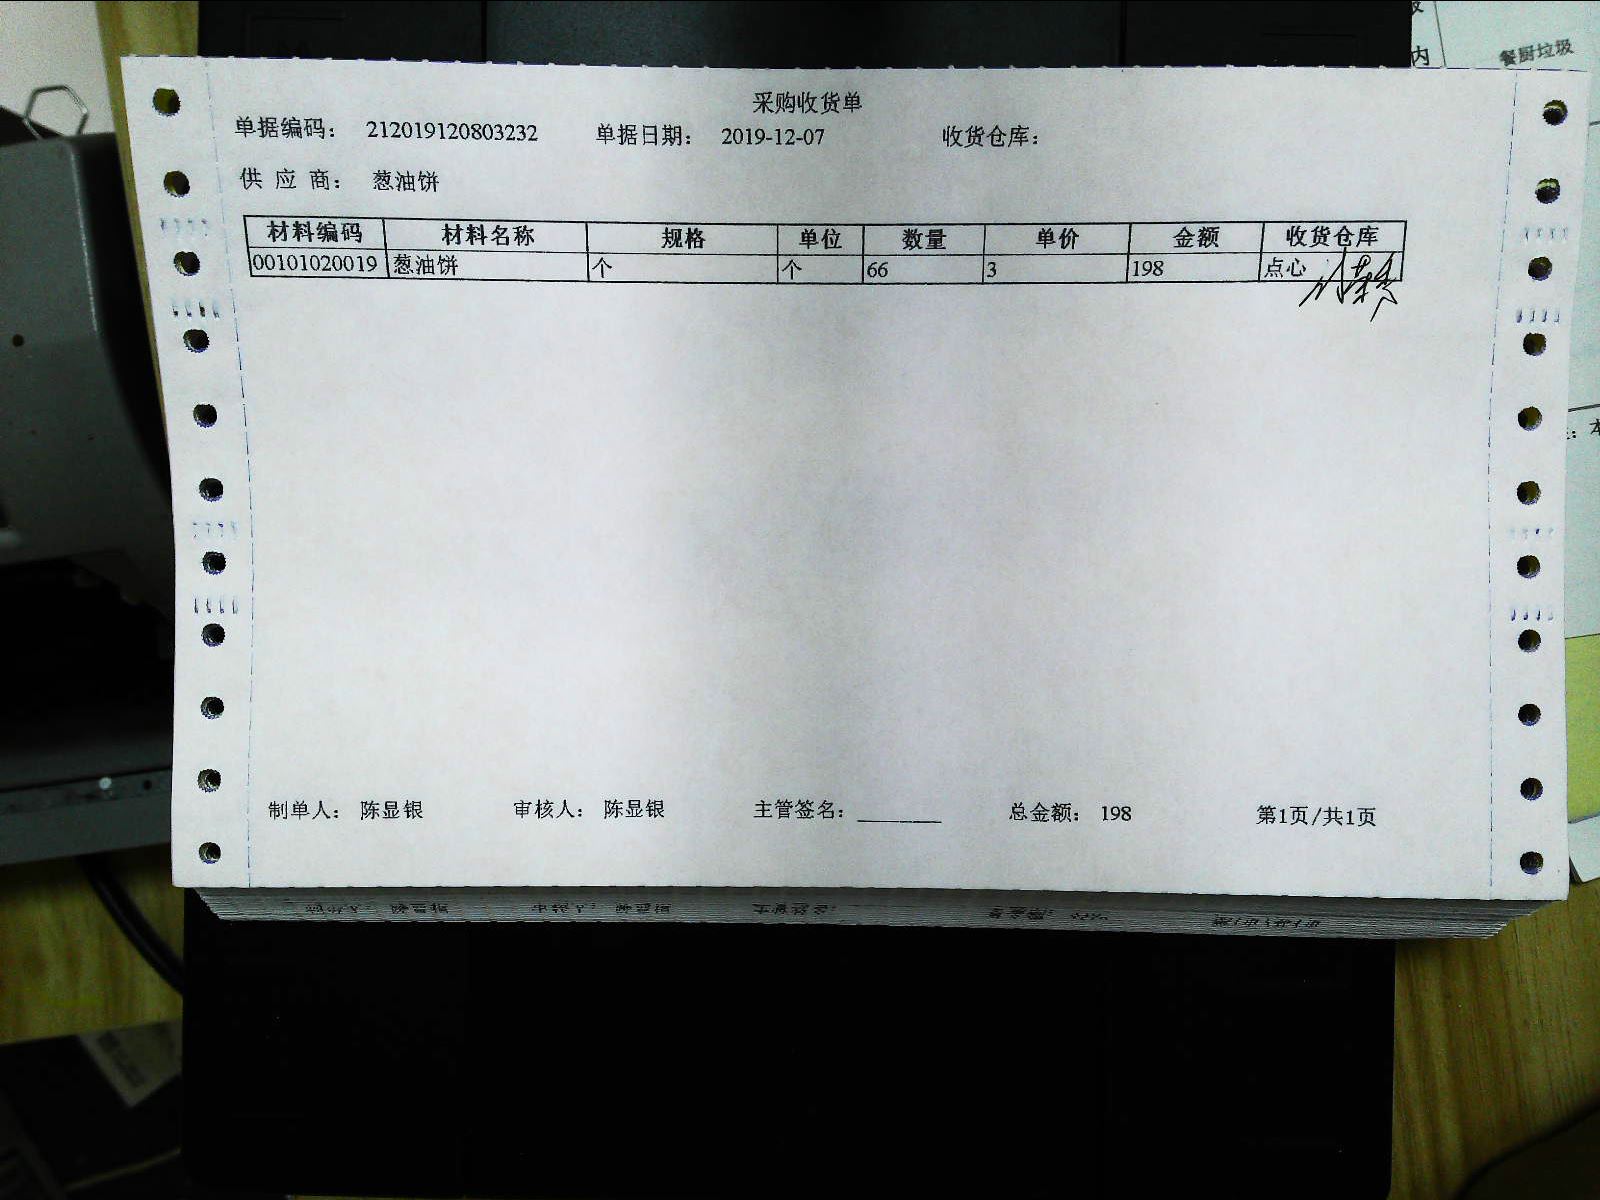 餐厨垃圾
内
采购收货单
单据编码： 212019120803232 单据日期： 2019-12-07 收货仓库：
供 应 商： 葱油饼
材料编码 材料名称 规格 单位 数量 单价 金额 收货仓库
00101020019 葱油饼 个 个 66 3 198 点心
制单人： 陈显银 审核人： 陈显银 主管签名： 总金额： 198 第1页/共1页